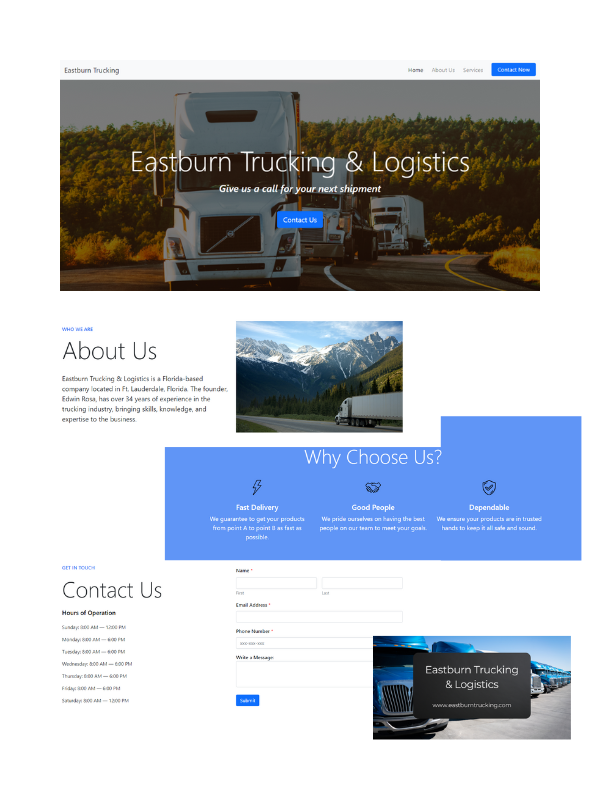 Eastburn Trucking
Home About Us Services Contact Now
Eastburn Trucking & Logistics
Give us a call for your next shipment
Contact Us
WHO WE ARE
About Us
Eastburn Trucking & Logistics is a Florida-based
company located in Ft. Lauderdale, Florida. The founder,
Edwin Rosa, has over 34 years of experience in the
trucking industry, bringing skills, knowledge, and
expertise to the business.
Why Choose Us?
Fast Delivery
We guarantee to get your products
from point A to point B as fast as
possible.
Good People
We pride ourselves on having the best
people on our team to meet your goals.
Dependable
We ensure your products are in trusted
hands to keep it all safe and sound.
GET IN TOUCH
Contact Us
Hours of Operation
Sunday: 8:00 AM — 12:00 PM
Monday: 8:00 AM — 6:00 PM
Tuesday: 8:00 AM — 6:00 PM
Wednesday: 8:00 AM — 6:00 PM
Thursday: 8:00 AM — 6:00 PM
Friday: 8:00 AM — 6:00 PM
Saturday: 8:00 AM — 12:00 PM
Name *
First Last
Email Address *
Phone Number *
xxx-xxx-xxxx
Write a Message
Submit
Eastburn Trucking
& Logistics
www.eastburntrucking.com